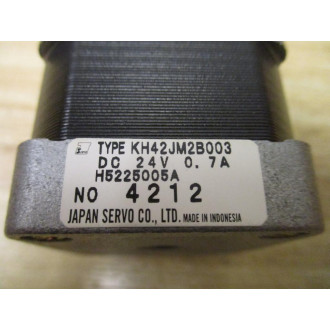 TYPE KH42JM2B003
DC 24V 0.7A
H5225005A
NO 4212
JAPAN SERVO CO., LTD. MADE IN INDONESIA